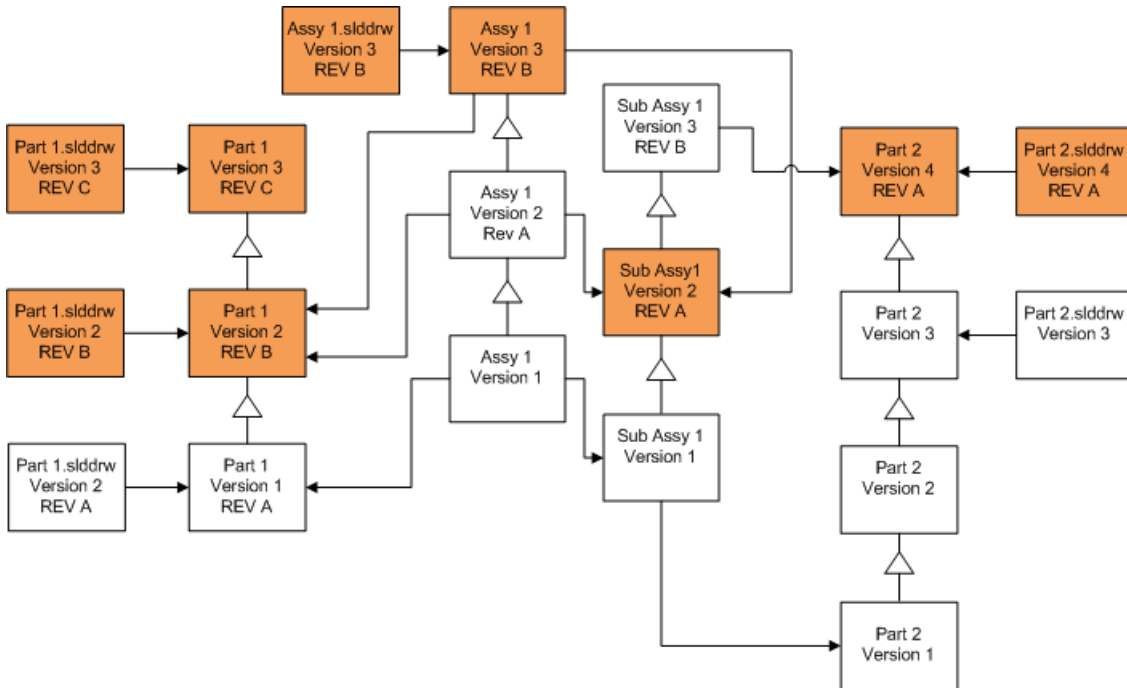 Assy 1.slddrw
Version 3
REV B
Assy 1
Version 3
REV B
Sub Assy 1
Version 3
REV B
Part 1.slddrw
Version 3
REV C
Part 1
Version 3
REV C
Part 2
Version 4
REV A
Part 2.slddrw
Version 4
REV A
Assy 1
Version 2
Rev A
Sub Assy1
Version 2
REV A
Part 1.slddrw
Version 2
REV B
Part 1
Version 2
REV B
Part 2
Version 3
Part 2.slddrw
Version 3
Assy 1
Version 1
Sub Assy 1
Version 1
Part 1.slddrw
Version 2
REV A
Part 1
Version 1
REV A
Part 2
Version 2
Part 2
Version 1